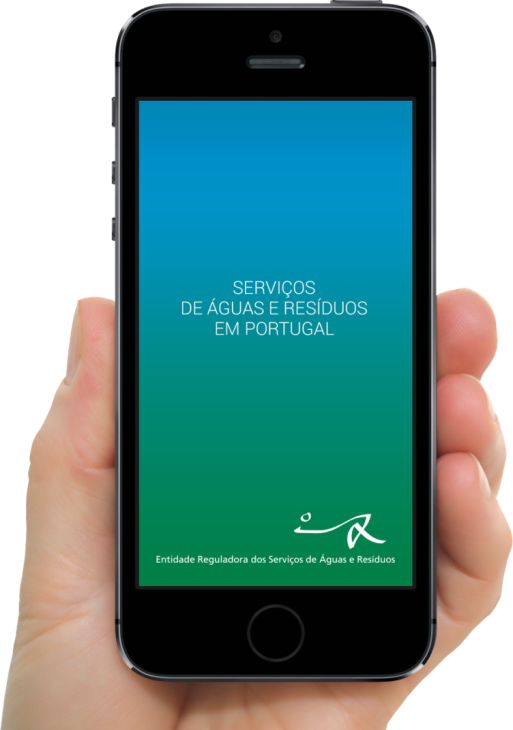 SERVIÇOS
DE ÁGUAS E RESÍDUOS
EM PORTUGAL
Entidade Reguladora dos Serviços de Águas e Resíduos